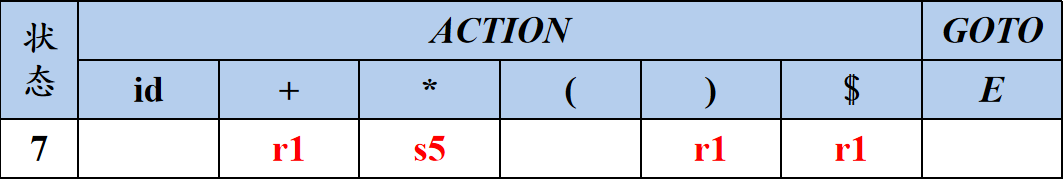 状态 ACTION GOTO
id + * ( ) $ E
7 r1 s5 r1 r1